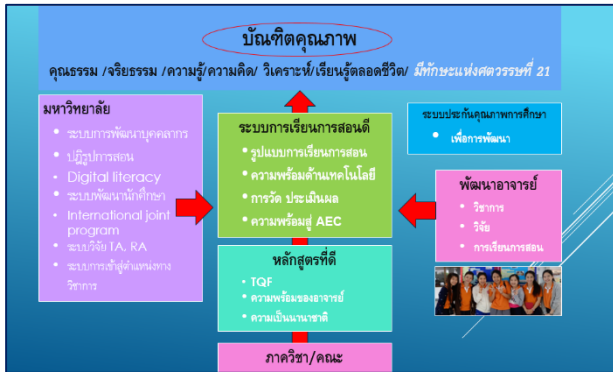 บัณฑิตคุณภาพ
คุณธรรม /จริยธรรม /ความรู้/ความคิด/ วิเคราะห์/เรียนรู้ตลอดชีวิต/ มีทักษะแห่งศตวรรษที่ 21
มหาวิทยาลัย
• ระบบการพัฒนาบุคคลากร
• ปฏิรูปการสอน
• Digital literacy
• ระบบพัฒนานักศึกษา
• International joint
program
• ระบบวิจัย TA, RA
• ระบบการเข้าสู่ตำแหน่งทาง
วิชาการ
ระบบการเรียนการสอนดี
• รูปแบบการเรียนการสอน
• ความพร้อมด้านเทคโนโลยี
• การวัด ประเมินผล
• ความพร้อมสู่ AEC
หลักสูตรที่ดี
• TQF
• ความพร้อมของอาจารย์
• ความเป็นนานาชาติ
ภาควิชา/คณะ
ระบบประกันคุณภาพการศึกษา
• เพื่อการพัฒนา
พัฒนาอาจารย์
• วิชาการ
• วิจัย
• การเรียนการสอน